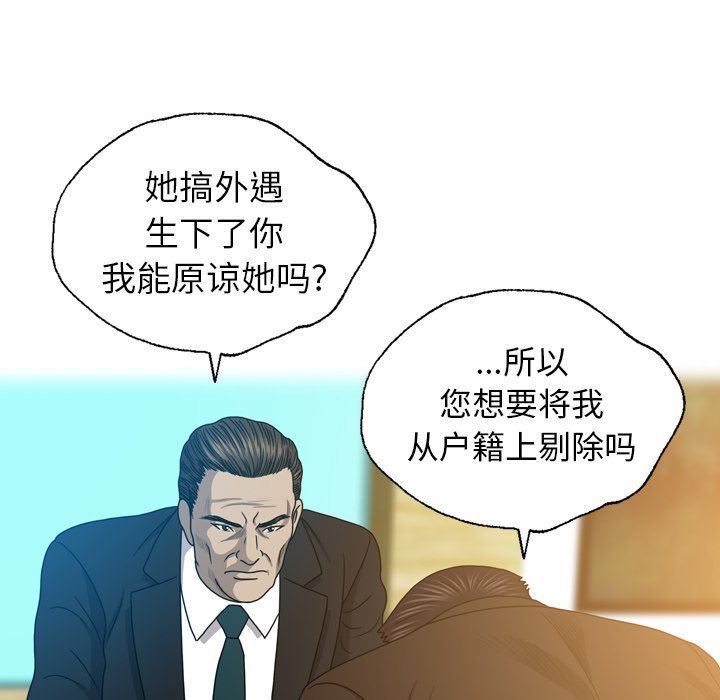 她搞外遇
生下了你
我能原谅她吗?
...所以
您想要将我
从户籍上剔除吗